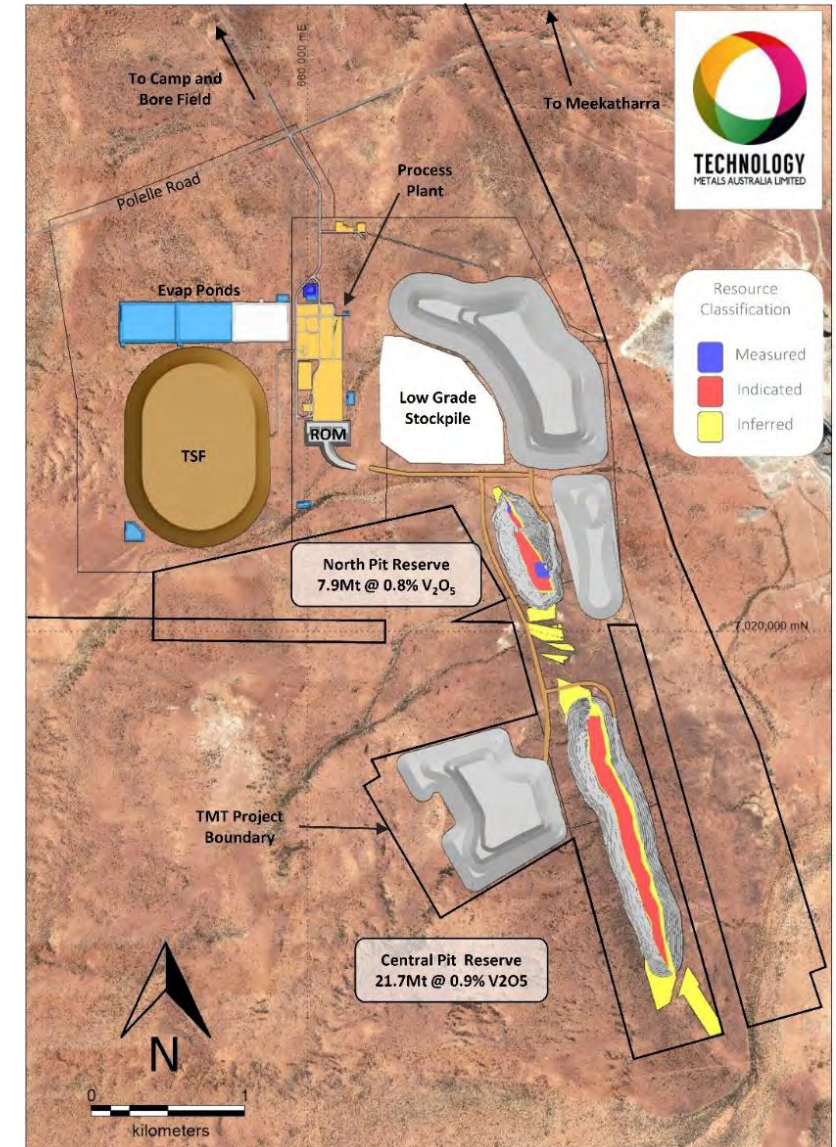 To Camp and
Bore Field
660,000 mE
To Meekatharra
TECHNOLOGY
METALS AUSTRALIA LIMITED
Polelle Road
Process
Plant
Evap Ponds
Resource
Classification
Measured
Indicated
Inferred
Low Grade
Stockpile
ROM
TSF
North Pit Reserve
7.9Mt @ 0.8% V₂O₅
7,020,000 mN
TMT Project
Boundary
Central Pit Reserve
21.7Mt @ 0.9% V2O5
N
0
1
kilometers